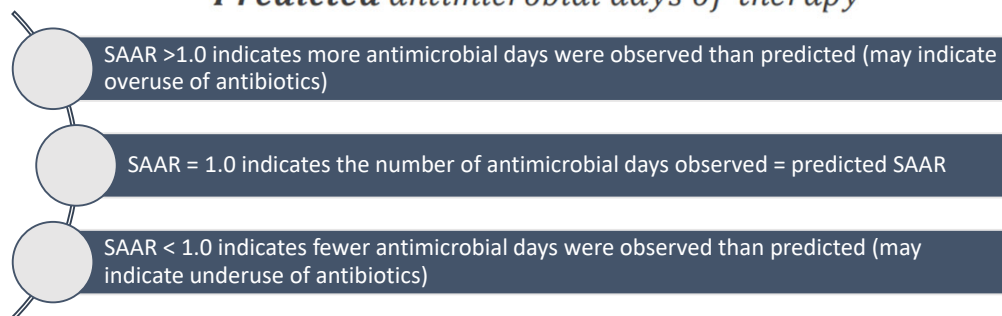 Predicted antimicrobial days of therapy
SAAR >1.0 indicates more antimicrobial days were observed than predicted (may indicate
overuse of antibiotics)
SAAR = 1.0 indicates the number of antimicrobial days observed = predicted SAAR
SAAR < 1.0 indicates fewer antimicrobial days were observed than predicted (may
indicate underuse of antibiotics)